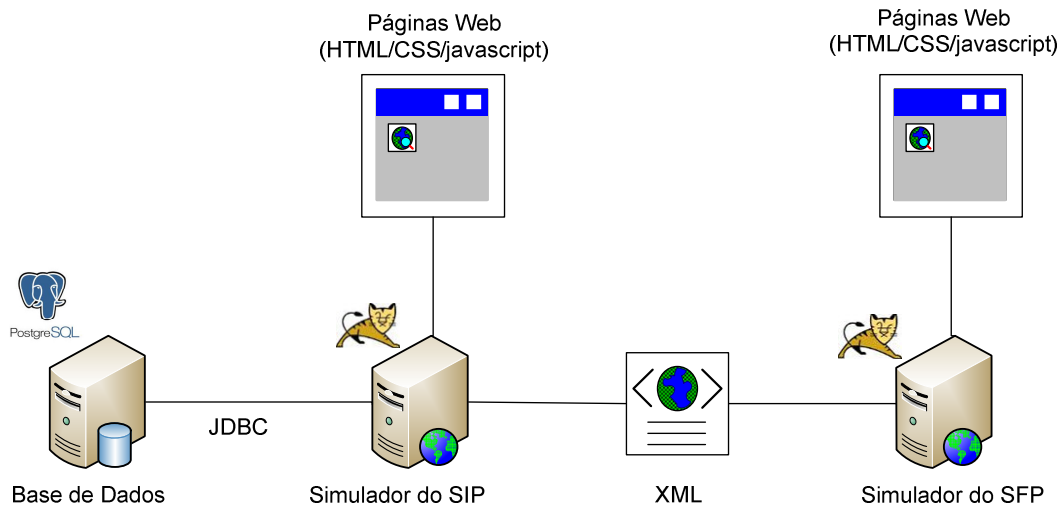 Páginas Web
(HTML/CSS/javascript)
Páginas Web
(HTML/CSS/javascript)
PostgreSQL
JDBC
Base de Dados
Simulador do SIP
XML
Simulador do SFP